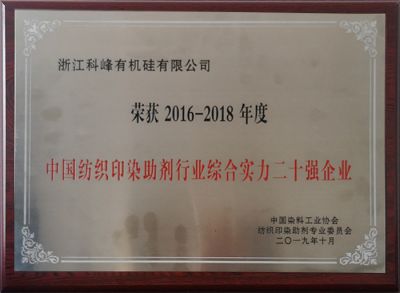 浙江科峰有机硅有限公司
荣获 2016-2018 年度
中国纺织印染助剂行业综合实力二十强企业
中国染料工业协会
纺织印染助剂专业委员会
二〇一九年十月